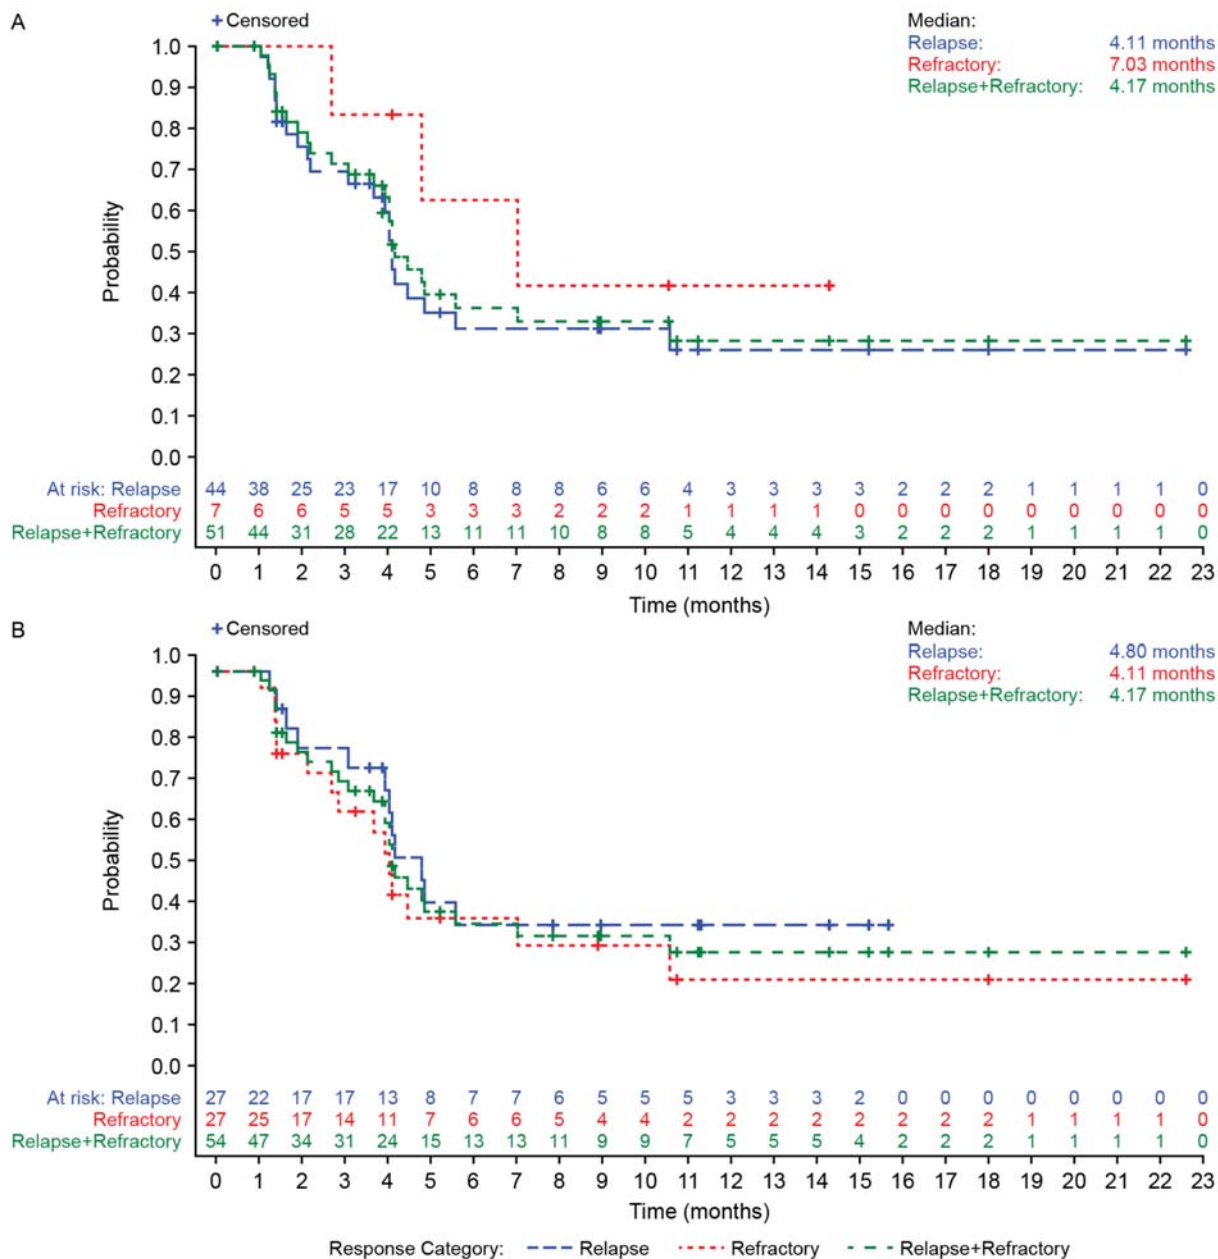 A
+Censored
Median:
Relapse: 4.11 months
Refractory: 7.03 months
Relapse+Refractory: 4.17 months
1.0
0.9
0.8
0.7
0.6
0.5
0.4
0.3
0.2
0.1
0.0
Probability
At risk: Relapse 44 38 25 23 17 10 8 8 8 6 6 4 3 3 3 3 2 2 2 1 1 1 1 0
Refractory 7 6 6 5 5 3 3 3 2 2 2 1 1 1 1 0 0 0 0 0 0 0 0 0
Relapse+Refractory 51 44 31 28 22 13 11 11 10 8 8 5 4 4 4 3 2 2 2 1 1 1 1 0
0 1 2 3 4 5 6 7 8 9 10 11 12 13 14 15 16 17 18 19 20 21 22 23
Time (months)
B
+Censored
Median:
Relapse: 4.80 months
Refractory: 4.11 months
Relapse+Refractory: 4.17 months
1.0
0.9
0.8
0.7
0.6
0.5
0.4
0.3
0.2
0.1
0.0
Probability
At risk: Relapse 27 22 17 17 13 8 7 7 6 5 5 5 3 3 3 2 0 0 0 0 0 0 0 0
Refractory 27 25 17 14 11 7 6 6 5 4 4 2 2 2 2 2 2 2 2 1 1 1 1 0
Relapse+Refractory 54 47 34 31 24 15 13 13 11 9 9 7 5 5 5 4 2 2 2 1 1 1 1 0
0 1 2 3 4 5 6 7 8 9 10 11 12 13 14 15 16 17 18 19 20 21 22 23
Time (months)
Response Category: Relapse Refractory Relapse+Refractory